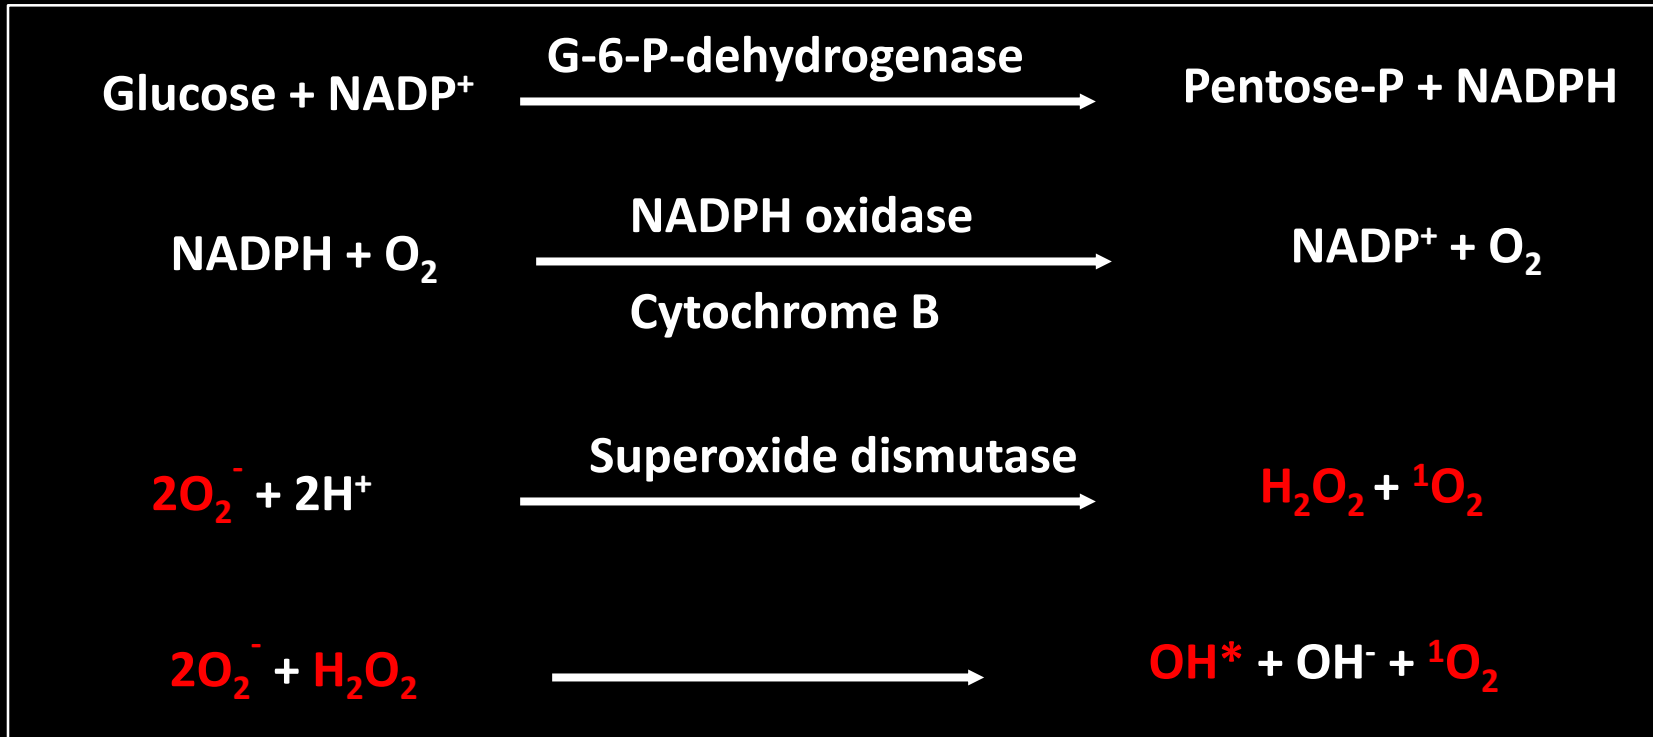 G-6-P-dehydrogenase
Glucose + NADP⁺ Pentose-P + NADPH
NADPH oxidase
NADPH + O₂ NADP⁺ + O₂
Cytochrome B
Superoxide dismutase
2O₂⁻ + 2H⁺ H₂O₂ + ¹O₂
2O₂⁻ + H₂O₂ OH* + OH⁻ + ¹O₂